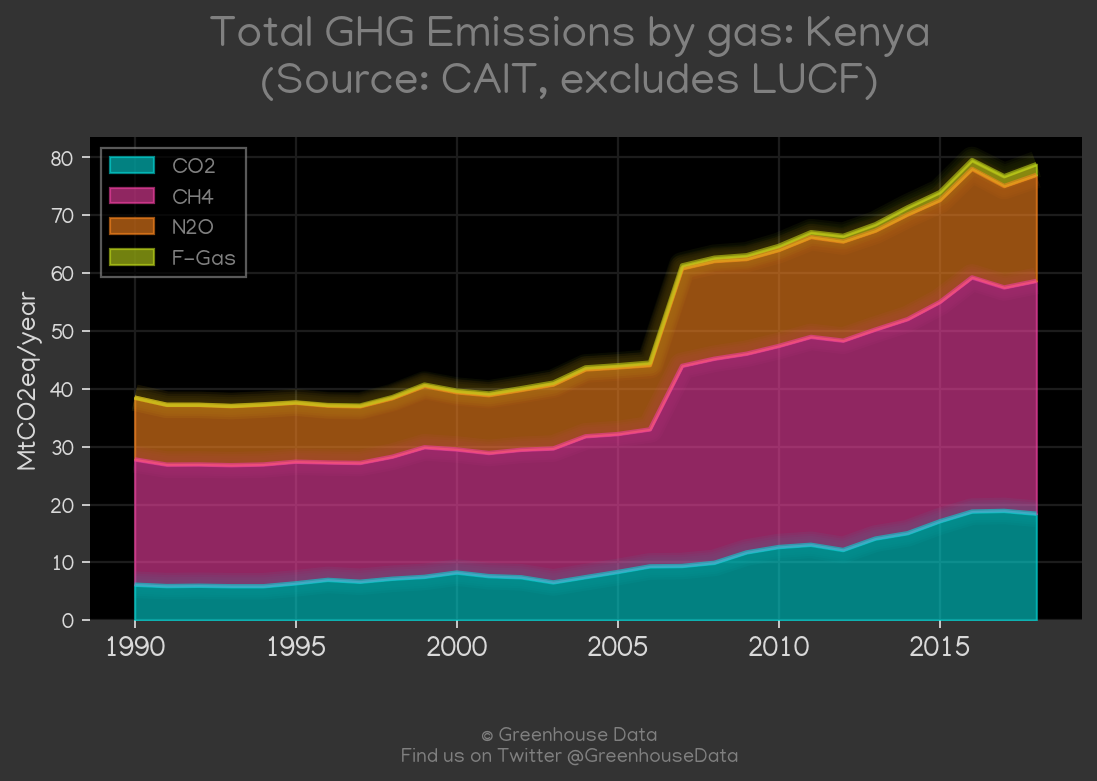 Total GHG Emissions by gas: Kenya
(Source: CAIT, excludes LUCF)
MtCO2eq/year
80
70
60
50
40
30
20
10
0
CO2
CH4
N2O
F-Gas
1990 1995 2000 2005 2010 2015
© Greenhouse Data
Find us on Twitter @GreenhouseData